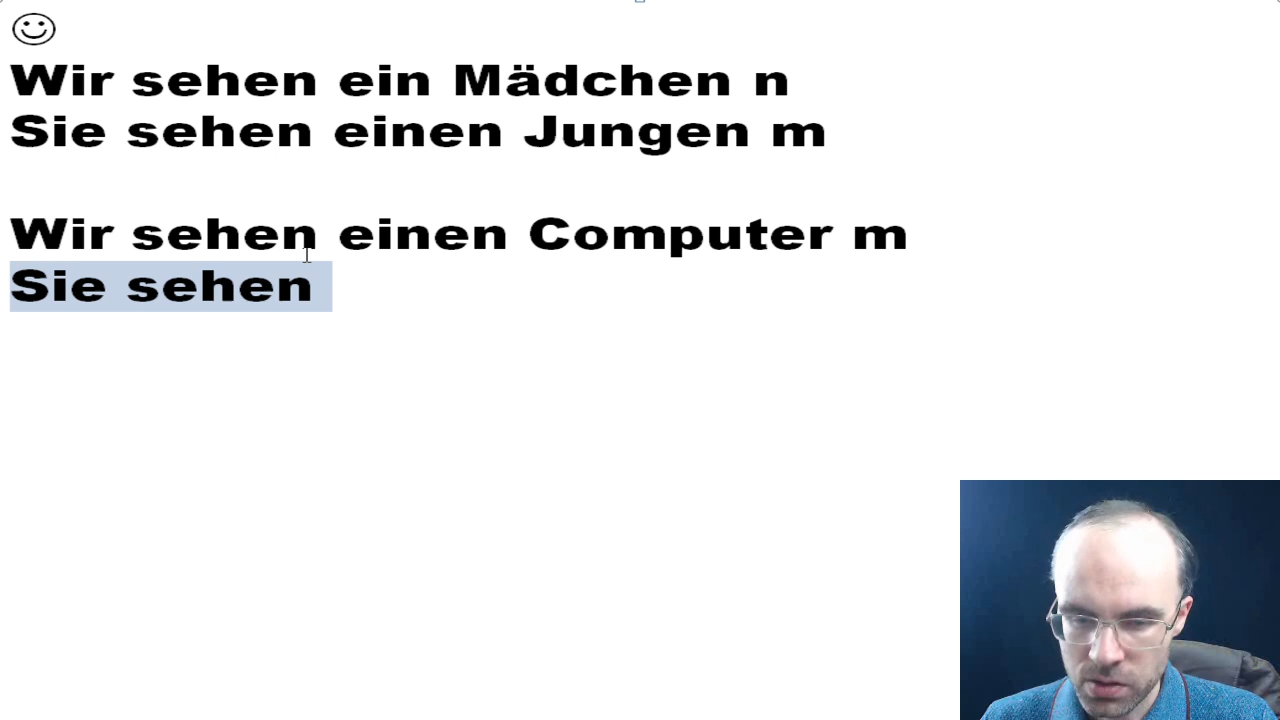 Wir sehen ein Mädchen n
Sie sehen einen Jungen m
Wir sehen einen Computer m
Sie sehen